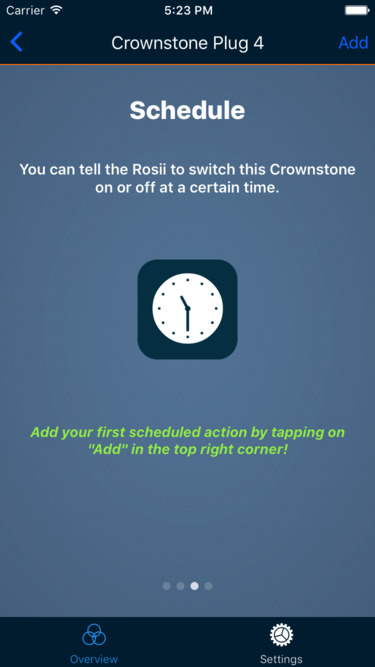 Carrier 5:23 PM
Crownstone Plug 4 Add
Schedule
You can tell the Rosii to switch this Crownstone
on or off at a certain time.
Add your first scheduled action by tapping on
"Add" in the top right corner!
Overview Settings